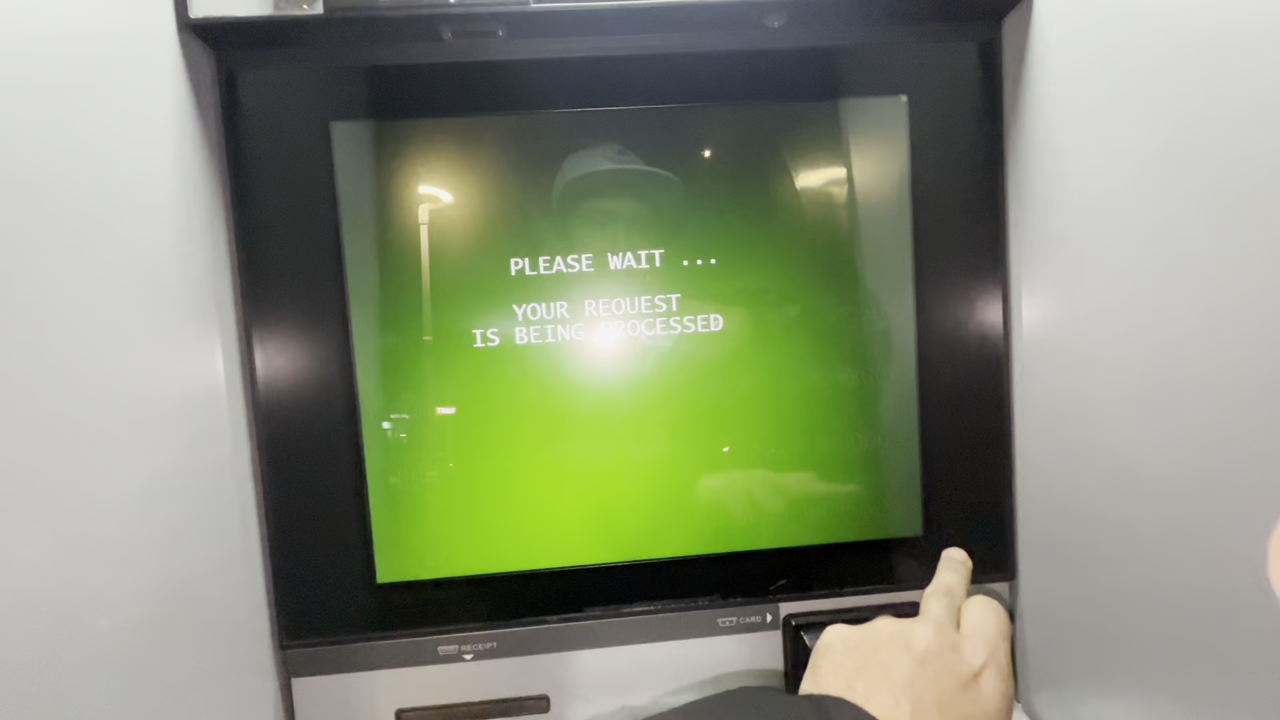 PLEASE WAIT ...
YOUR REQUEST
IS BEING PROCESSED
CARD
RECEIPT